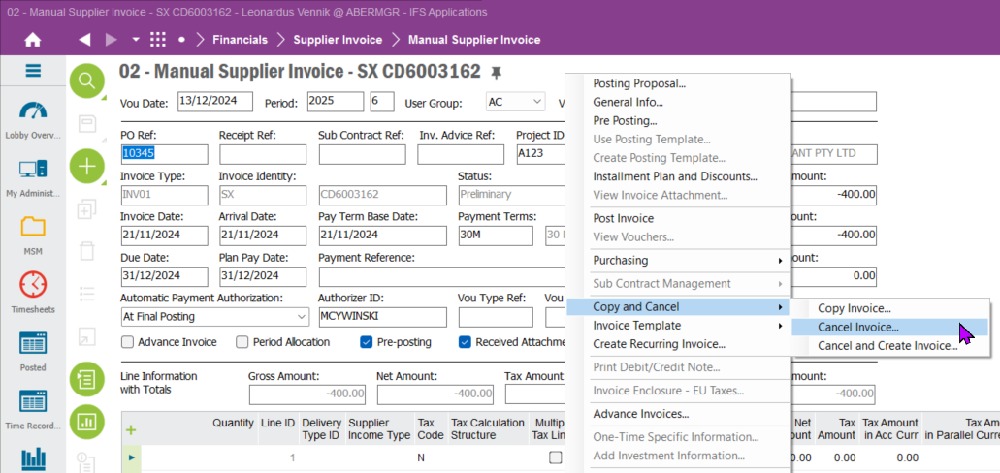 02 - Manual Supplier Invoice - SX CD6003162 - Leonardus Vennik @ ABERMGR - IFS Applications
Financials Supplier Invoice Manual Supplier Invoice
02 - Manual Supplier Invoice - SX CD6003162
Vou Date: 13/12/2024 Period: 2025 6 User Group: AC V
PO Ref: Receipt Ref: Sub Contract Ref: Inv. Advice Ref: Project ID
10345 A123 ANT PTY LTD
Invoice Type: Invoice Identity: Status: mount:
INV01 SX CD6003162 Preliminary -400.00
Invoice Date: Arrival Date: Pay Term Base Date: Payment Terms: ount:
21/11/2024 21/11/2024 21/11/2024 30M 30 -400.00
Due Date: Plan Pay Date: Payment Reference: ount:
31/12/2024 31/12/2024 0.00
Automatic Payment Authorization: Authorizer ID: Vou Type Ref: Vou
At Final Posting MCYWINSKI
Advance Invoice Period Allocation Pre-posting Received Attachme
Line Information
with Totals
Gross Amount: Net Amount: Tax Amount mount:
-400.00 -400.00 -400.00
Quantity Line ID Delivery Type ID Supplier Income Type Tax Code Tax Calculation Structure Multip Tax Lin Net ount Tax Amount Tax Amount in Acc Curr Tax Am in Parallel Curre
1 N 0.00 0.00 0.00
Lobby Overv...
My Administ...
MSM
Timesheets
Posted
Time Record...
Posting Proposal...
General Info...
Pre Posting...
Use Posting Template...
Create Posting Template...
Installment Plan and Discounts...
View Invoice Attachment...
Post Invoice
View Vouchers...
Purchasing
Sub Contract Management
Copy and Cancel
Invoice Template
Create Recurring Invoice...
Print Debit/Credit Note...
Invoice Enclosure - EU Taxes...
Advance Invoices...
One-Time Specific Information...
Add Investment Information...
Copy Invoice...
Cancel Invoice...
Cancel and Create Invoice...